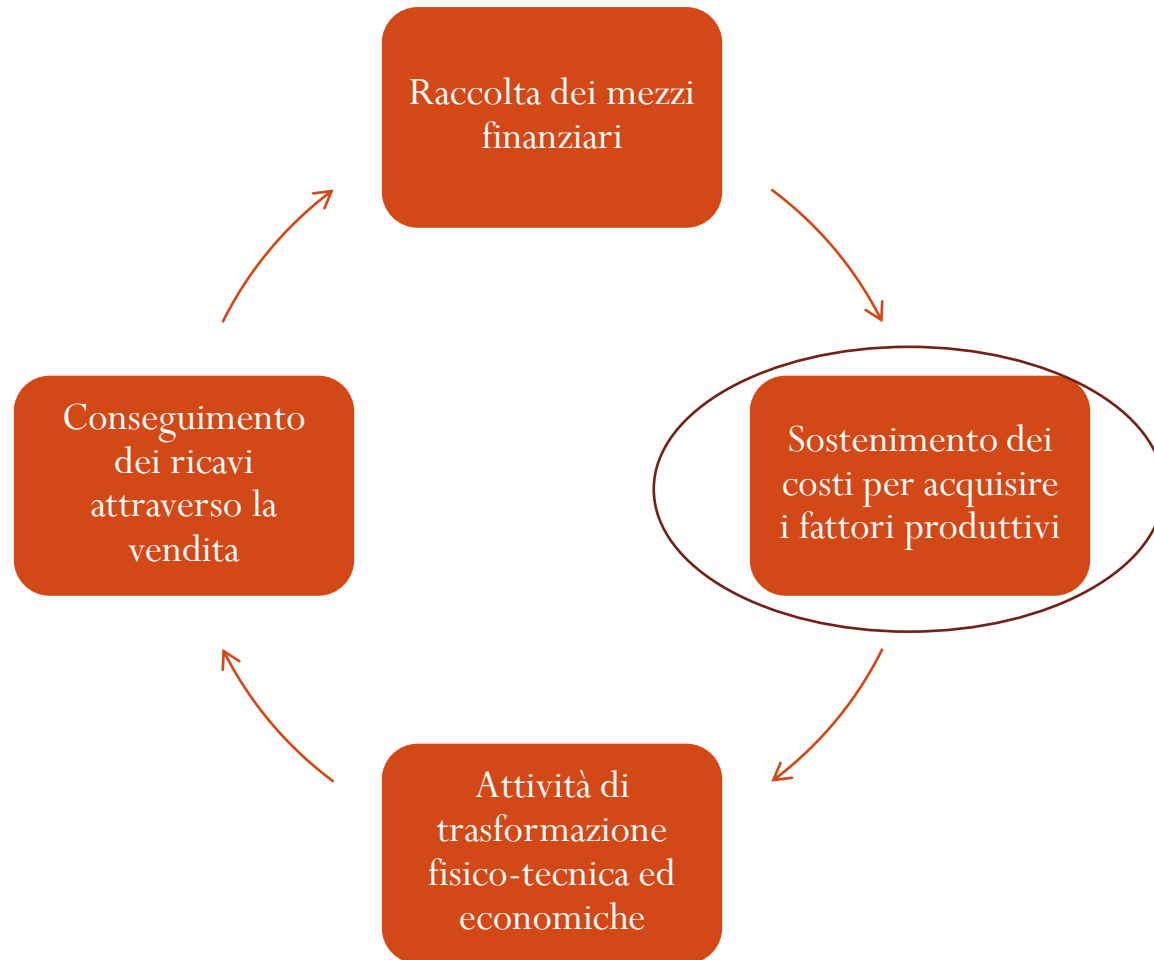 Raccolta dei mezzi
finanziari
Sostenimento dei
costi per acquisire
i fattori produttivi
Attività di
trasformazione
fisico-tecnica ed
economiche
Conseguimento
dei ricavi
attraverso la
vendita